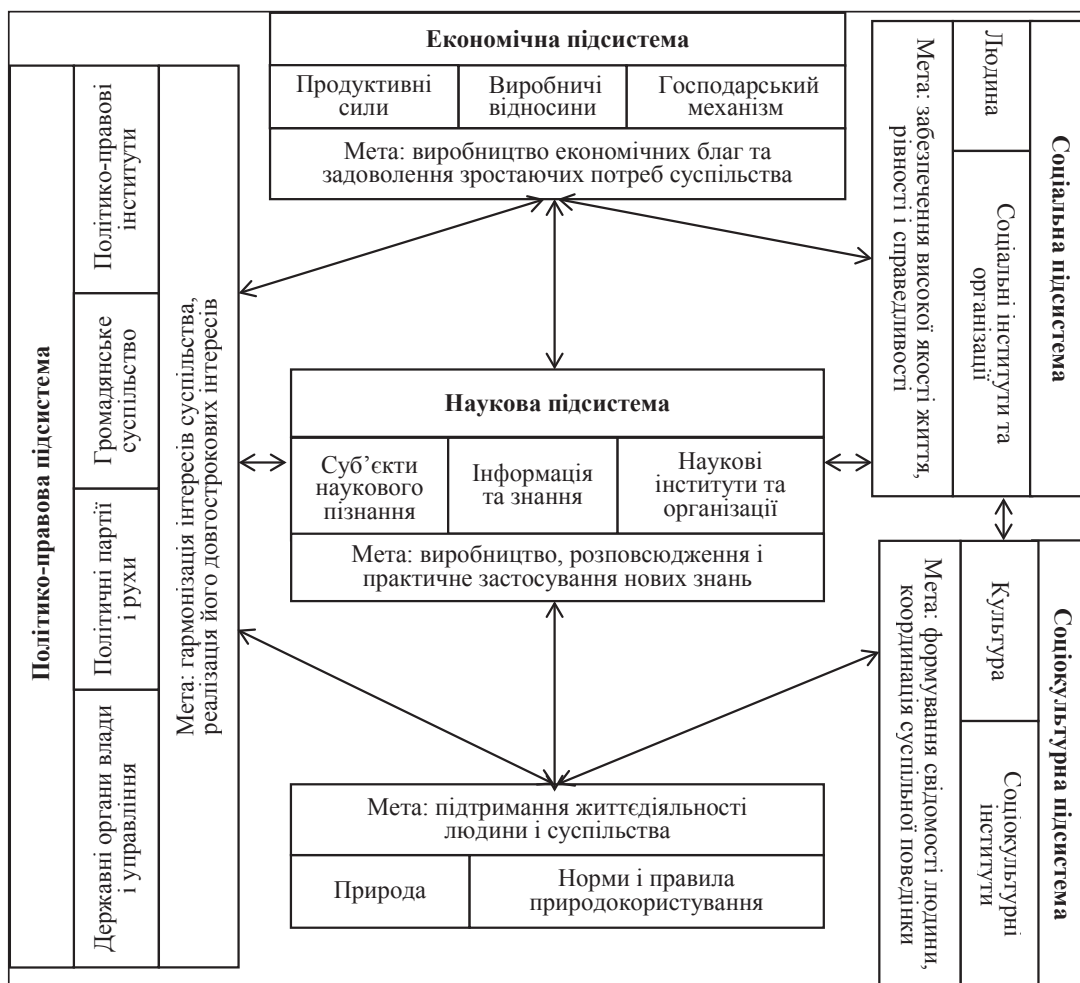 Економічна підсистема
Продуктивні
сили
Виробничі
відносини
Господарський
механізм
Мета: виробництво економічних благ та
задоволення зростаючих потреб суспільства
Політико-правова підсистема
Політико-правові
інститути
Громадянське
суспільство
Політичні партії
і рухи
Державні органи влади
і управління
Мета: гармонізація інтересів суспільства,
реалізація його довгострокових інтересів
Наукова підсистема
Суб’єкти
наукового
пізнання
Інформація
та знання
Наукові
інститути та
організації
Мета: виробництво, розповсюдження і
практичне застосування нових знань
Мета: підтримання життєдіяльності
людини і суспільства
Природа
Норми і правила
природокористування
Соціальна підсистема
Людина
Соціальні інститути та
організації
Мета: забезпечення високої якості життя,
рівності і справедливості
Соціокультурна підсистема
Культура
Соціокультурні
інститути
Мета: формування свідомості людини,
координація суспільної поведінки